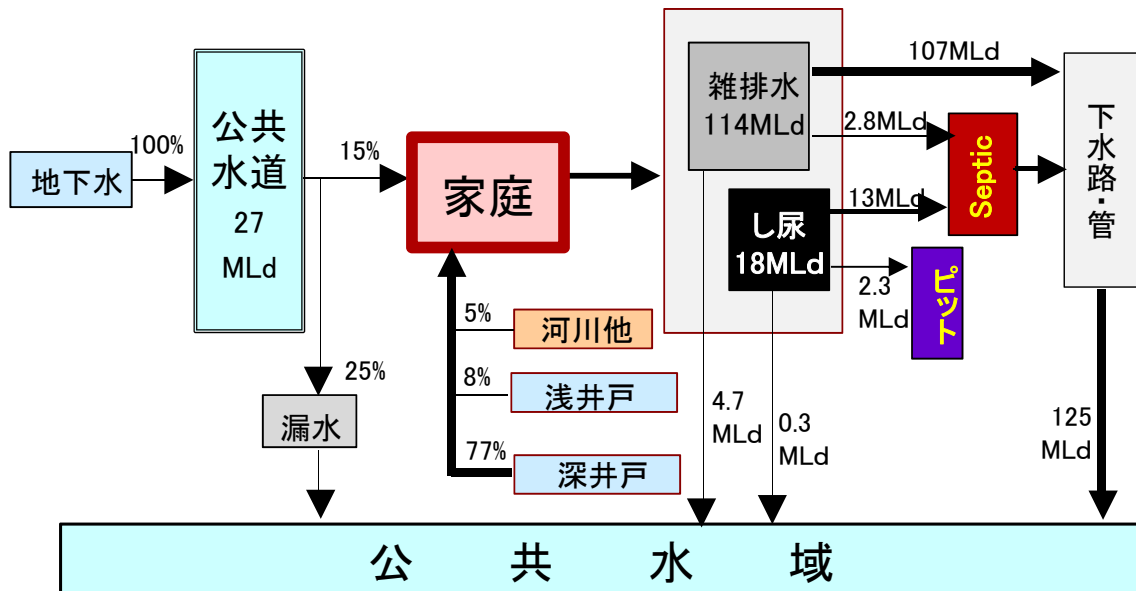 地下水
100%
公共
水道
27
MLd
15%
25%
漏水
家庭
5%
河川他
8%
浅井戸
77%
深井戸
雑排水
114MLd
し尿
18MLd
107MLd
2.8MLd
13MLd
2.3
MLd
Septic
ピット
下水路・管
4.7
MLd
0.3
MLd
125
MLd
公共水域